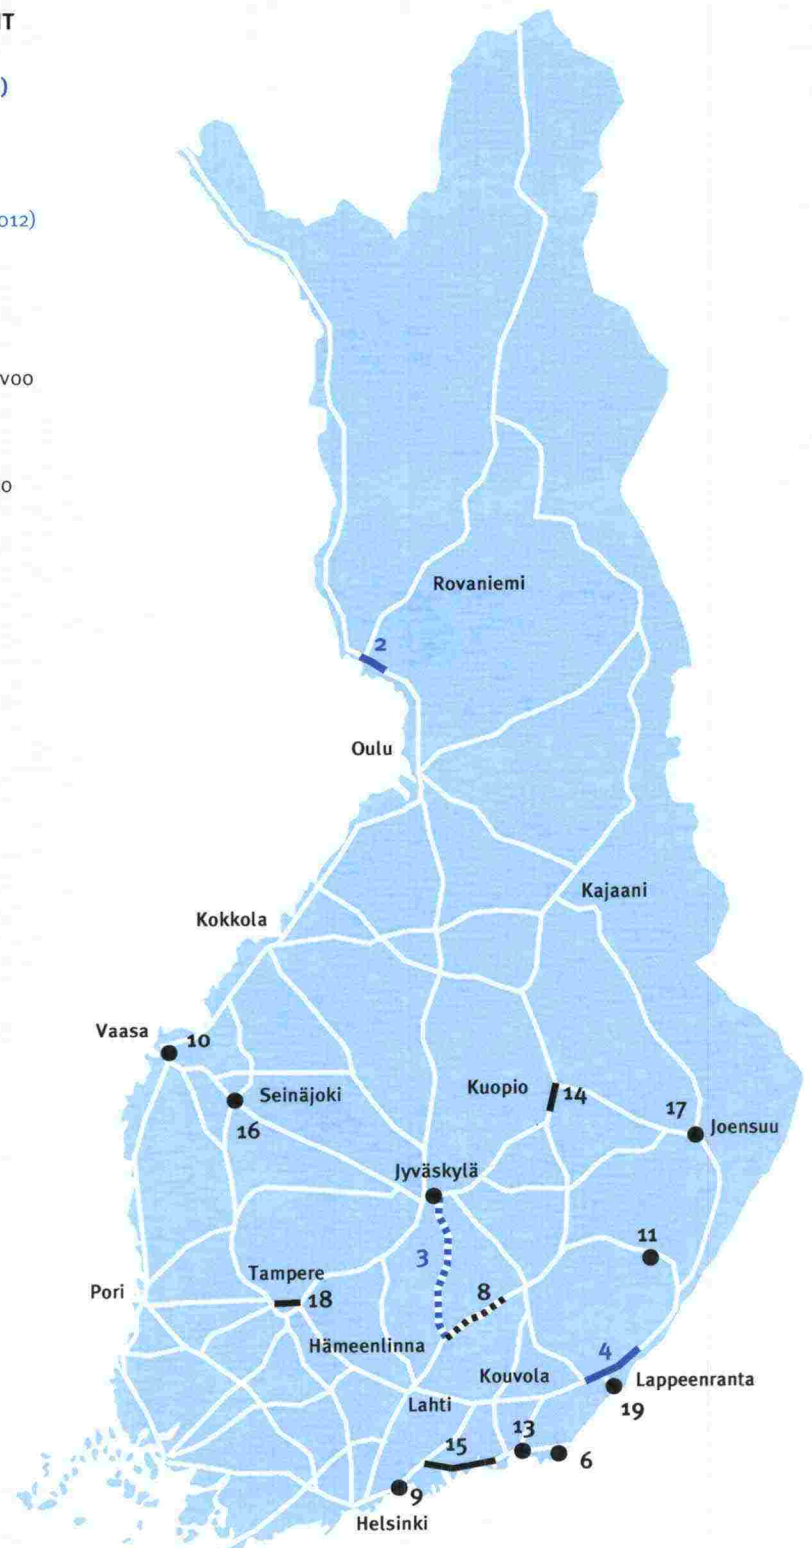 IT
)
012)
voo
o
Rovaniemi
2
Oulu
Kajaani
Kokkola
Vaasa
10
Seinäjoki
16
Kuopio
14
17
Joensuu
Jyväskylä
3
11
Tampere
8
Pori
18
Hämeenlinna
4
Kouvola
Lappeenranta
Lahti
19
13
15
6
9
Helsinki